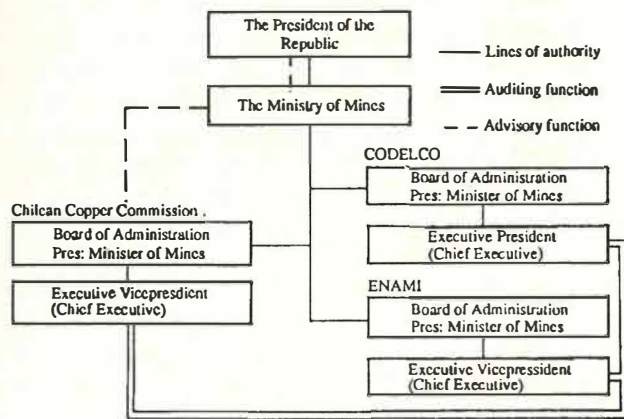 The President of the
Republic
Lines of authority
Auditing function
Advisory function
The Ministry of Mines
CODELCO
Board of Administration
Pres: Minister of Mines
Chilean Copper Commission
Board of Administration
Pres: Minister of Mines
Executive President
(Chief Executive)
Executive Vicepresdient
(Chief Executive)
ENAMI
Board of Administration
Pres: Minister of Mines
Executive Vicepressident
(Chief Executive)